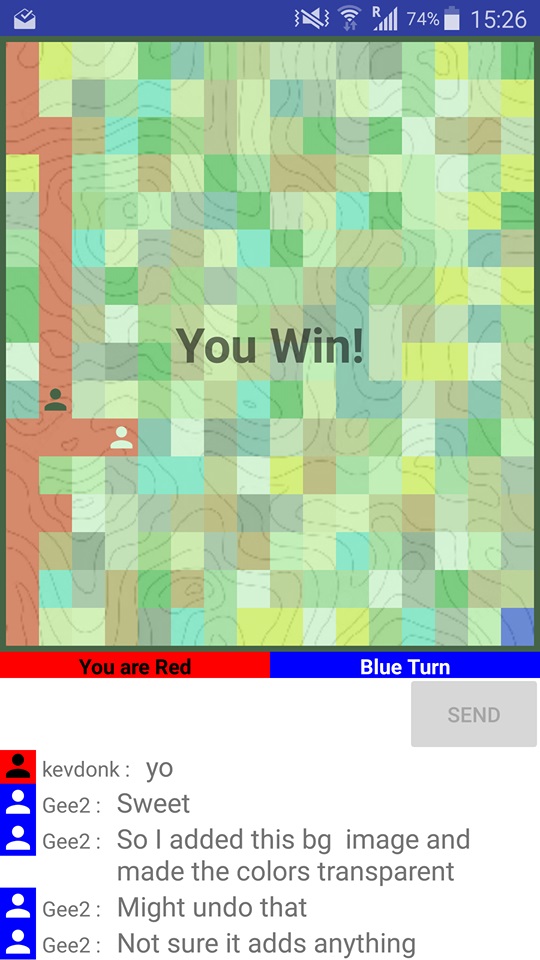 R 74% 15:26
You Win!
You are Red Blue Turn
SEND
kevdonk : yo
Gee2 : Sweet
Gee2 : So I added this bg image and
made the colors transparent
Gee2 : Might undo that
Gee2 : Not sure it adds anything